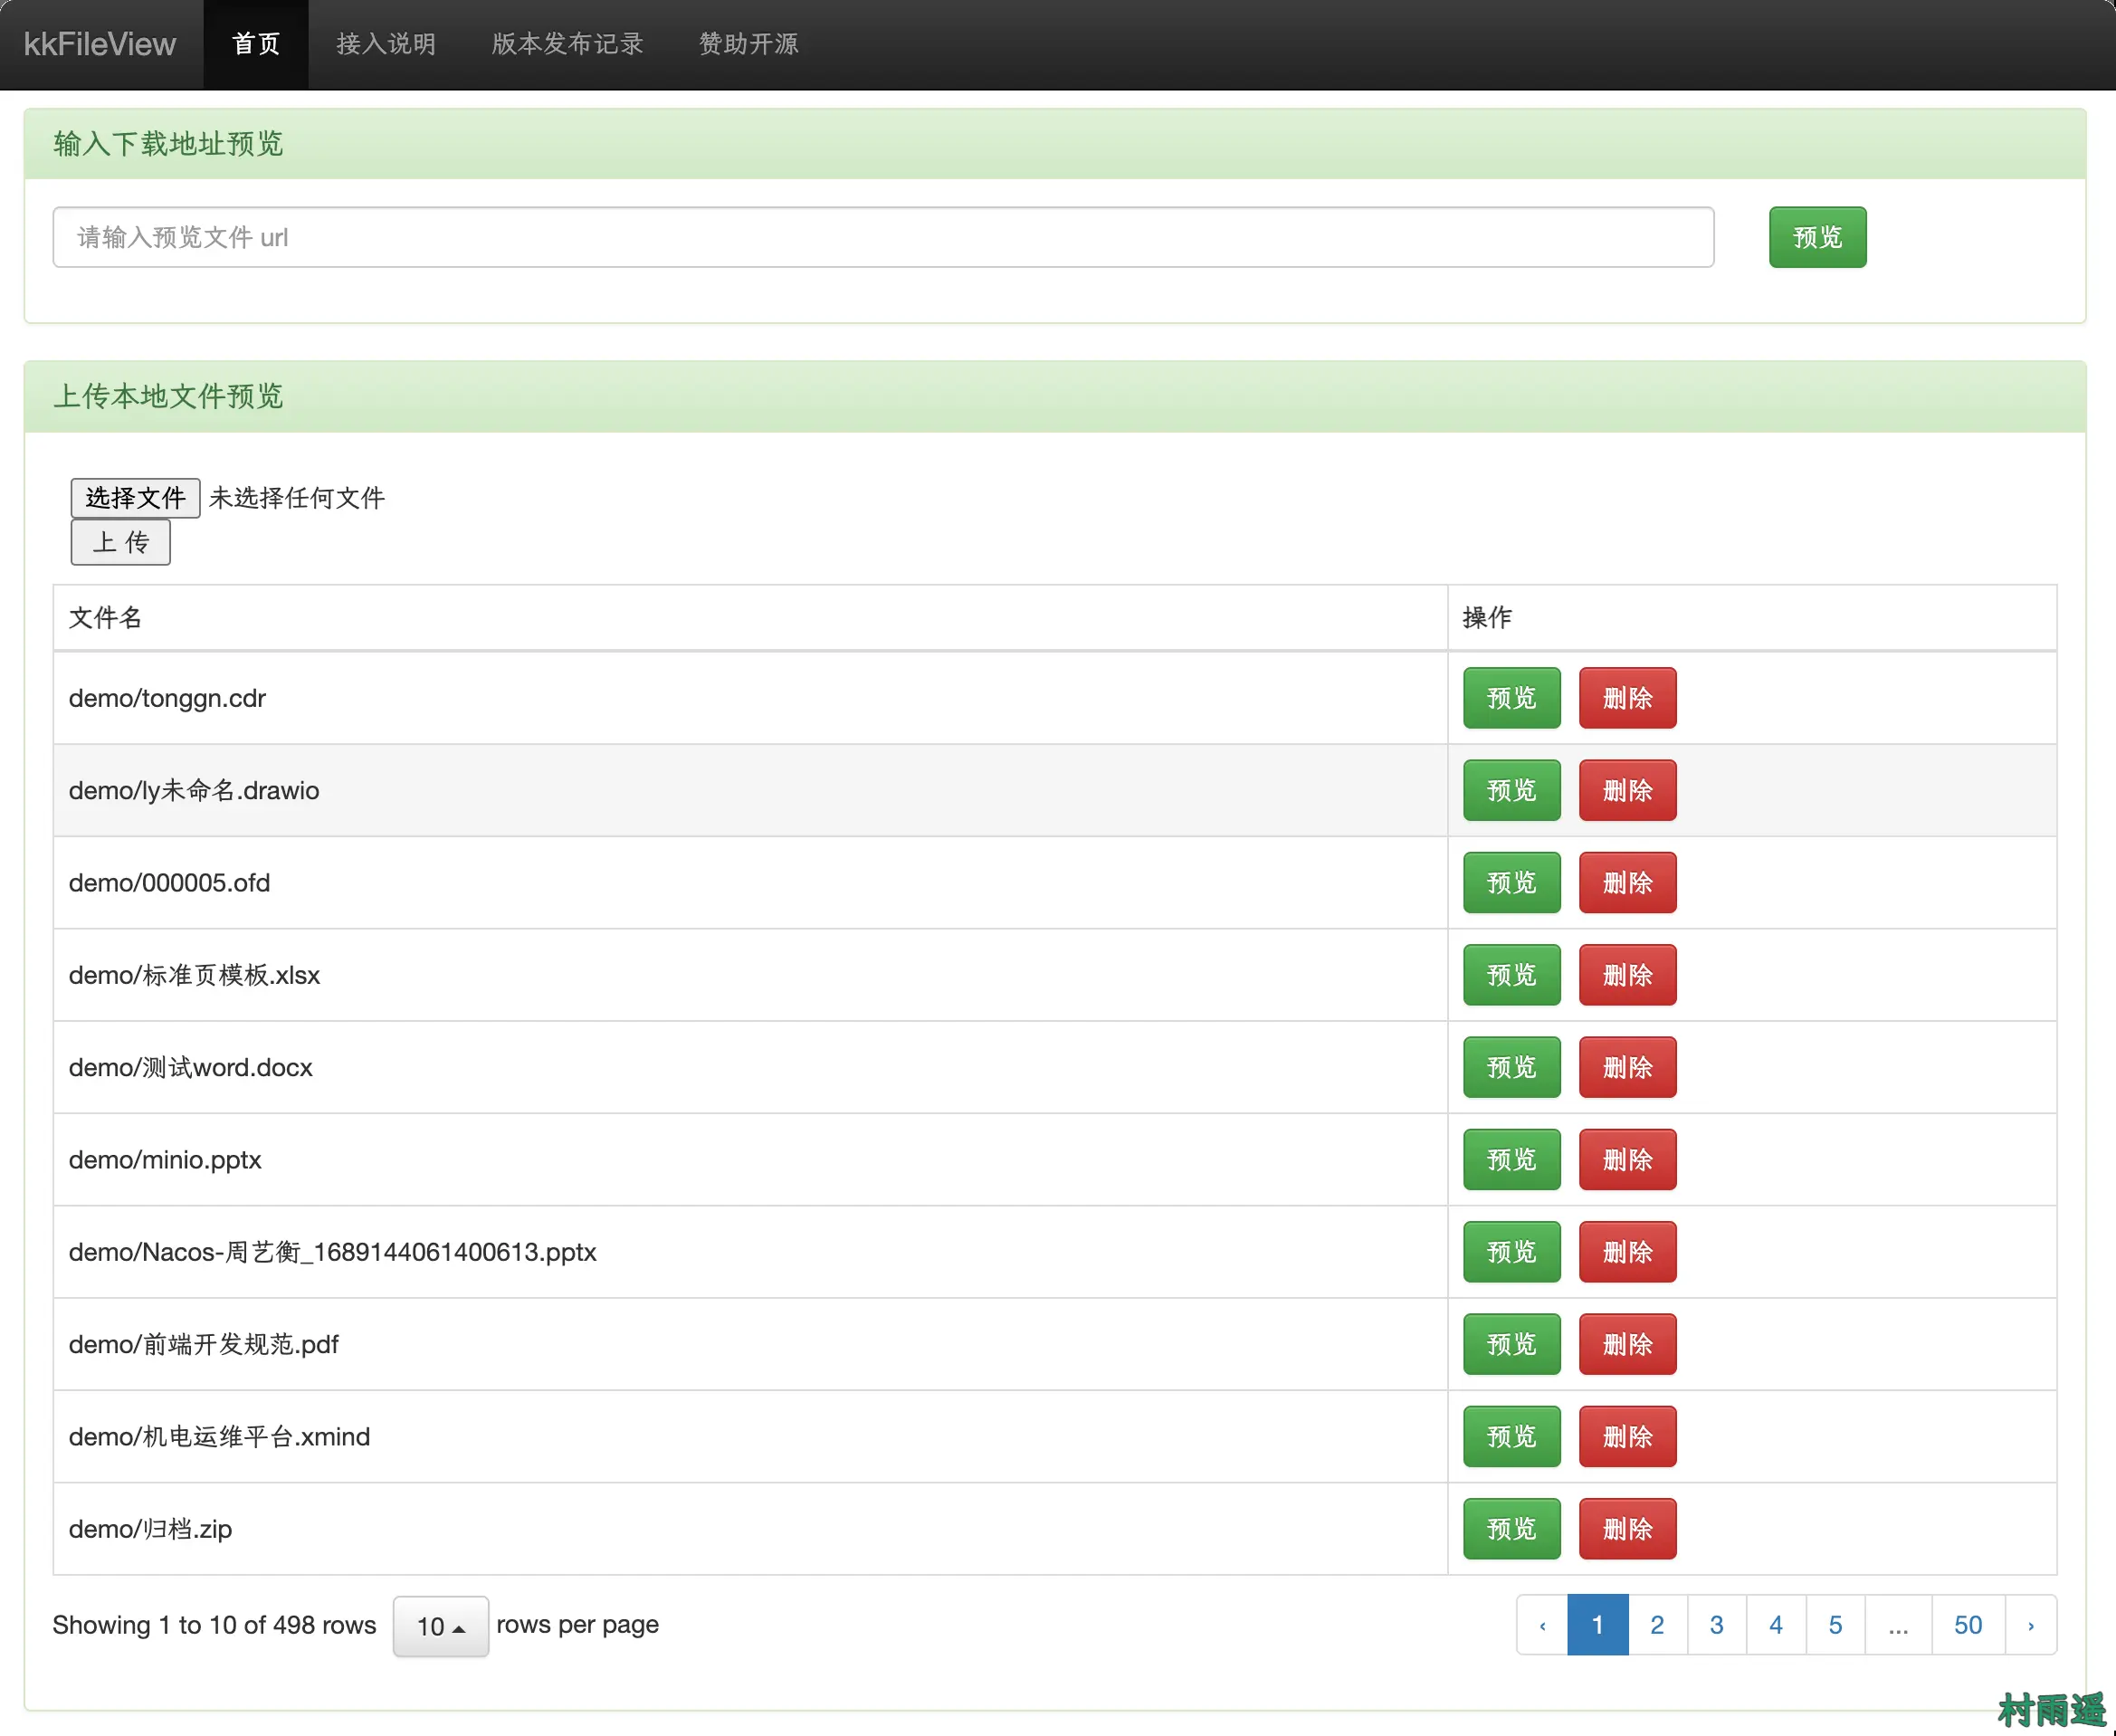 kkFileView 首页 接入说明 版本发布记录 赞助开源
输入下载地址预览
请输入预览文件 url 预览
上传本地文件预览
选择文件 未选择任何文件
上 传
文件名 操作
demo/tonggn.cdr 预览 删除
demo/ly未命名.drawio 预览 删除
demo/000005.ofd 预览 删除
demo/标准页模板.xlsx 预览 删除
demo/测试word.docx 预览 删除
demo/minio.pptx 预览 删除
demo/Nacos-周艺衡_1689144061400613.pptx 预览 删除
demo/前端开发规范.pdf 预览 删除
demo/机电运维平台.xmind 预览 删除
demo/归档.zip 预览 删除
Showing 1 to 10 of 498 rows 10 rows per page ‹ 1 2 3 4 5 ... 50 ›
村雨遥